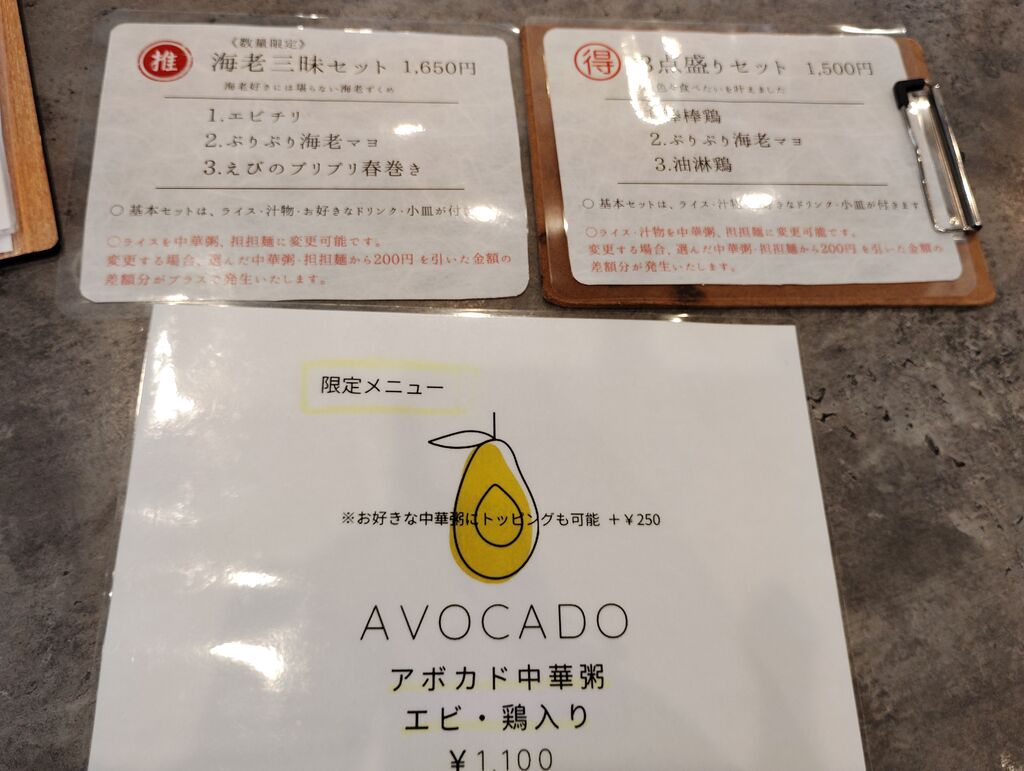 推
《数量限定》
海老三昧セット 1,650円
海老好きには堪らない海老ずくめ
1.エビチリ
2.ぷりぷり海老マヨ
3.えびのプリプリ春巻き
○ 基本セットは、ライス・汁物・お好きなドリンク・小皿が付き
○ライスを中華粥、担担麺に変更可能です。
変更する場合、選んだ中華粥・担担麺から200円を引いた金額の
差額分がプラスで発生いたします。
得
3点盛りセット 1,500円
色々食べたいを叶えました
棒棒鶏
2.ぷりぷり海老マヨ
3.油淋鶏
○ 基本セットは、ライス・汁物・お好きなドリンク・小皿が付きます
○ライス・汁物を中華粥、担担麺に変更可能です。
変更する場合、選んだ中華粥・担担麺から200円を引いた金額の
差額分が発生いたします。
限定メニュー
※お好きな中華粥にトッピングも可能 +¥250
AVOCADO
アボカド中華粥
エビ・鶏入り
¥1,100